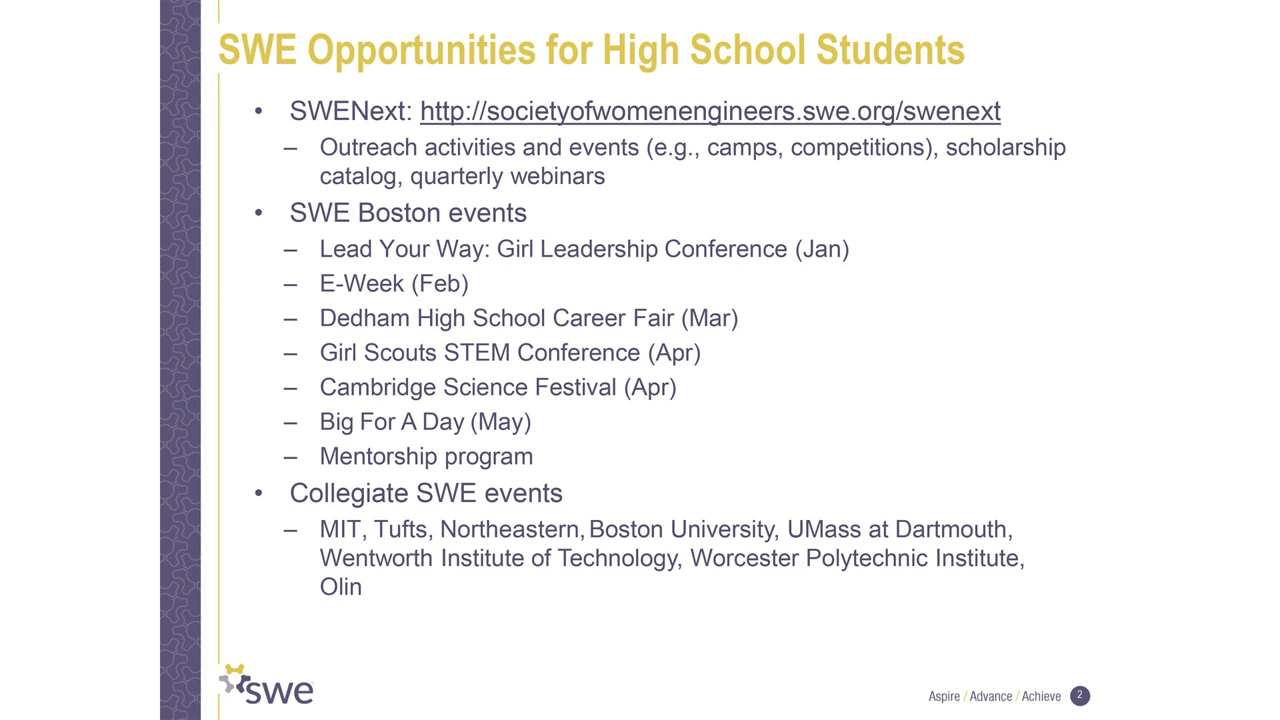 SWE Opportunities for High School Students
• SWENext: http://societyofwomenengineers.swe.org/swenext
– Outreach activities and events (e.g., camps, competitions), scholarship
catalog, quarterly webinars
• SWE Boston events
– Lead Your Way: Girl Leadership Conference (Jan)
– E-Week (Feb)
– Dedham High School Career Fair (Mar)
– Girl Scouts STEM Conference (Apr)
– Cambridge Science Festival (Apr)
– Big For A Day (May)
– Mentorship program
• Collegiate SWE events
– MIT, Tufts, Northeastern, Boston University, UMass at Dartmouth,
Wentworth Institute of Technology, Worcester Polytechnic Institute,
Olin
swe
Aspire / Advance / Achieve 2